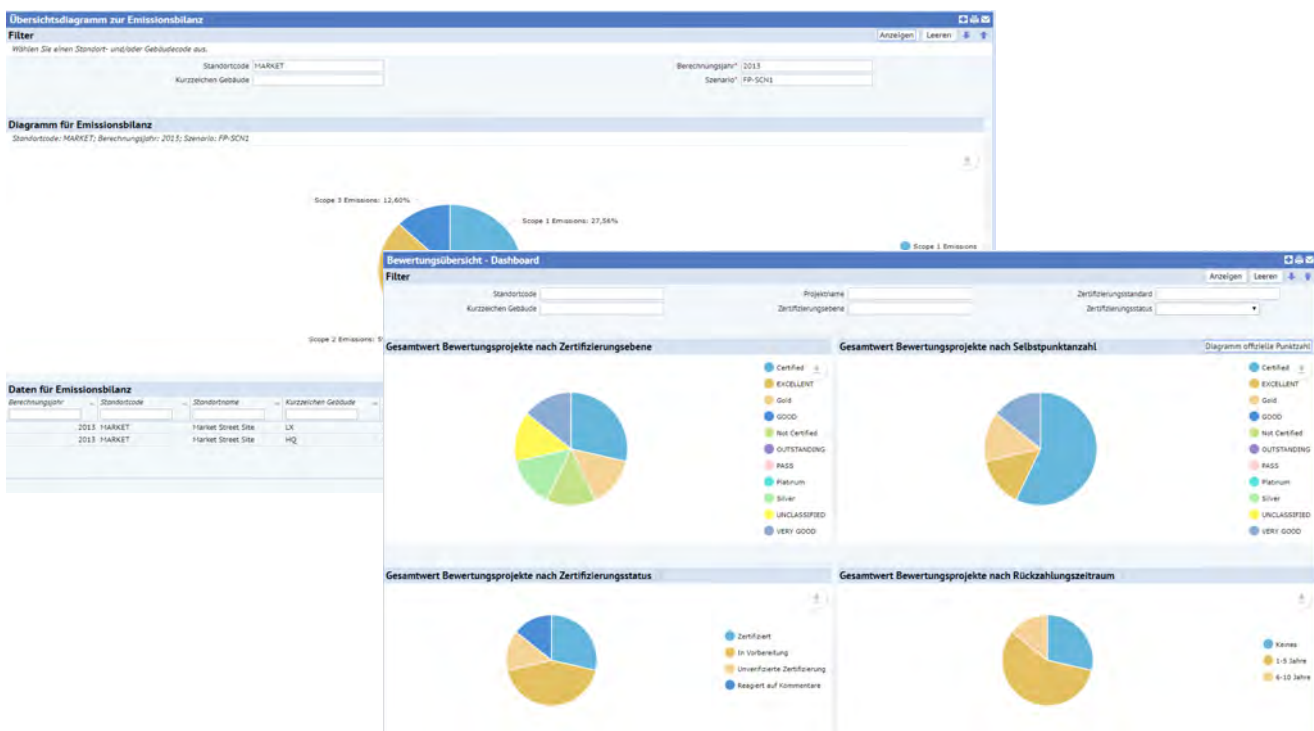 Übersichtsdiagramm zur Emissionsbilanz
Filter
Anzeigen Leeren
Wählen Sie einen Standort- und/oder Gebäudecode aus.
Standortcode MARKET
Berechnungsjahr* 2013
Kurzzeichen Gebäude
Szenario* FP-SCN1
Diagramm für Emissionsbilanz
Standortcode: MARKET; Berechnungsjahr: 2013; Szenario: FP-SCN1
Scope 3 Emissions: 12,60%
Scope 1 Emissions: 27,56%
Scope 1 Emissions
Scope 2 Emissions: 5
Daten für Emissionsbilanz
Berechnungsjahr Standortcode Standortname Kurzzeichen Gebäude
2013 MARKET Market Street Site LX
2013 MARKET Market Street Site HQ
Bewertungsübersicht - Dashboard
Filter
Anzeigen Leeren
Standortcode Projektname Zertifizierungsstandard
Kurzzeichen Gebäude Zertifizierungsebene Zertifizierungsstatus
Gesamtwert Bewertungsprojekte nach Zertifizierungsebene
Certified
EXCELLENT
Gold
GOOD
Not Certified
OUTSTANDING
PASS
Platinum
Silver
UNCLASSIFIED
VERY GOOD
Gesamtwert Bewertungsprojekte nach Selbstpunktanzahl
Diagramm offizielle Punktzahl
Certified
EXCELLENT
Gold
GOOD
Not Certified
OUTSTANDING
PASS
Platinum
Silver
UNCLASSIFIED
VERY GOOD
Gesamtwert Bewertungsprojekte nach Zertifizierungsstatus
Zertifiziert
In Vorbereitung
Unverifizierte Zertifizierung
Reagiert auf Kommentare
Gesamtwert Bewertungsprojekte nach Rückzahlungszeitraum
Keines
1-5 Jahre
6-10 Jahre